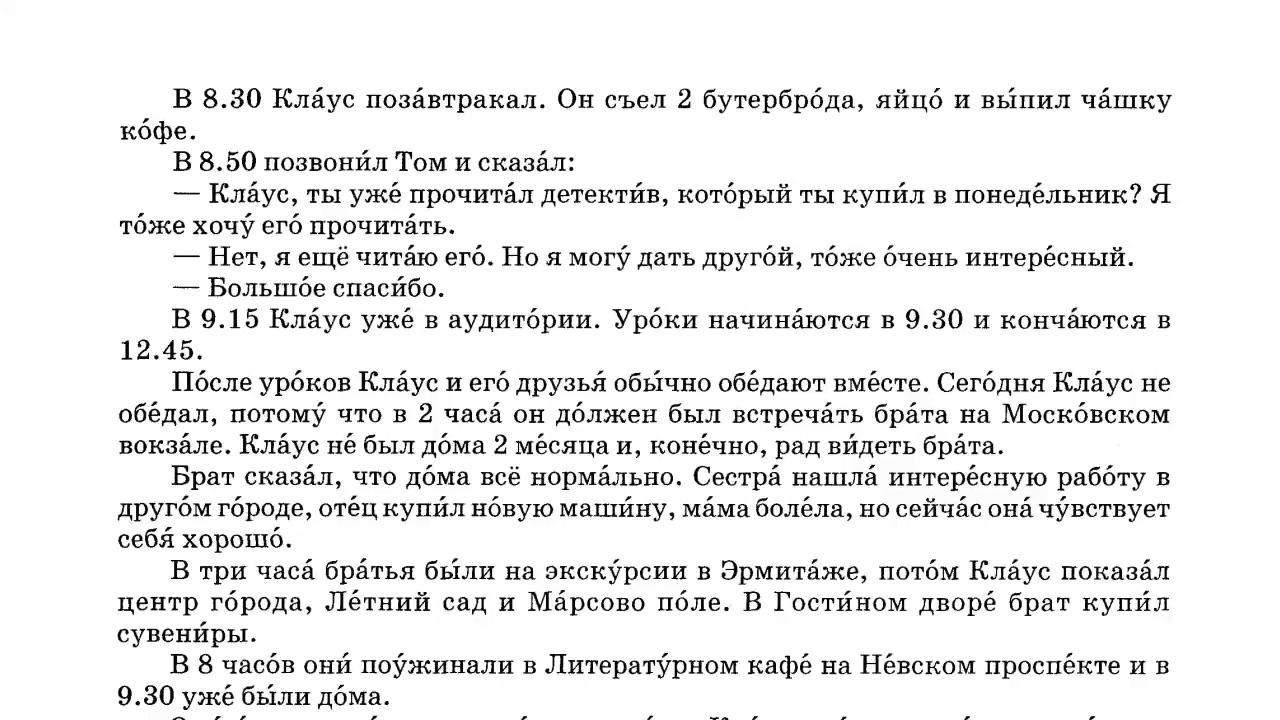 В 8.30 Кла́ус поза́втракал. Он съел 2 бутербро́да, яйцо́ и вы́пил ча́шку
ко́фе.
В 8.50 позвони́л Том и сказа́л:
— Кла́ус, ты уже́ прочита́л детекти́в, кото́рый ты купи́л в понеде́льник? Я
то́же хочу́ его́ прочита́ть.
— Нет, я ещё чита́ю его́. Но я могу́ дать друго́й, то́же о́чень интере́сный.
— Большо́е спаси́бо.
В 9.15 Кла́ус уже́ в аудито́рии. Уро́ки начина́ются в 9.30 и конча́ются в
12.45.
По́сле уро́ков Кла́ус и его́ друзья́ обы́чно обе́дают вме́сте. Сего́дня Кла́ус не
обе́дал, потому́ что в 2 часа́ он до́лжен был встреча́ть бра́та на Моско́вском
вокза́ле. Кла́ус не́ был до́ма 2 ме́сяца и, коне́чно, рад ви́деть бра́та.
Брат сказа́л, что до́ма всё норма́льно. Сестра́ нашла́ интере́сную рабо́ту в
друго́м го́роде, оте́ц купи́л но́вую маши́ну, ма́ма боле́ла, но сейча́с она́ чу́вствует
себя́ хорошо́.
В три часа́ бра́тья бы́ли на экску́рсии в Эрмита́же, пото́м Кла́ус показа́л
центр го́рода, Ле́тний сад и Ма́рсово по́ле. В Гости́ном дворе́ брат купи́л
сувени́ры.
В 8 часо́в они́ поу́жинали в Литерату́рном кафе́ на Не́вском проспе́кте и в
9.30 уже́ бы́ли до́ма.